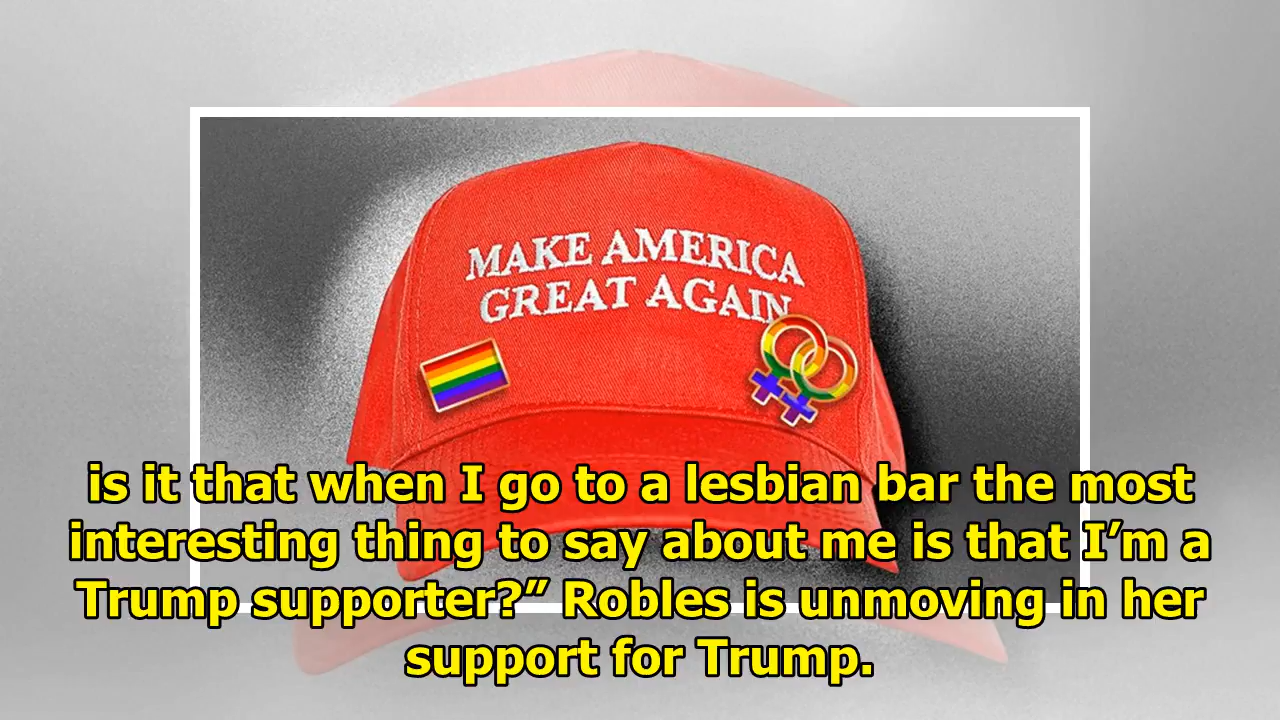 MAKE AMERICA
GREAT AGAIN
is it that when I go to a lesbian bar the most
interesting thing to say about me is that I’m a
Trump supporter?” Robles is unmoving in her
support for Trump.